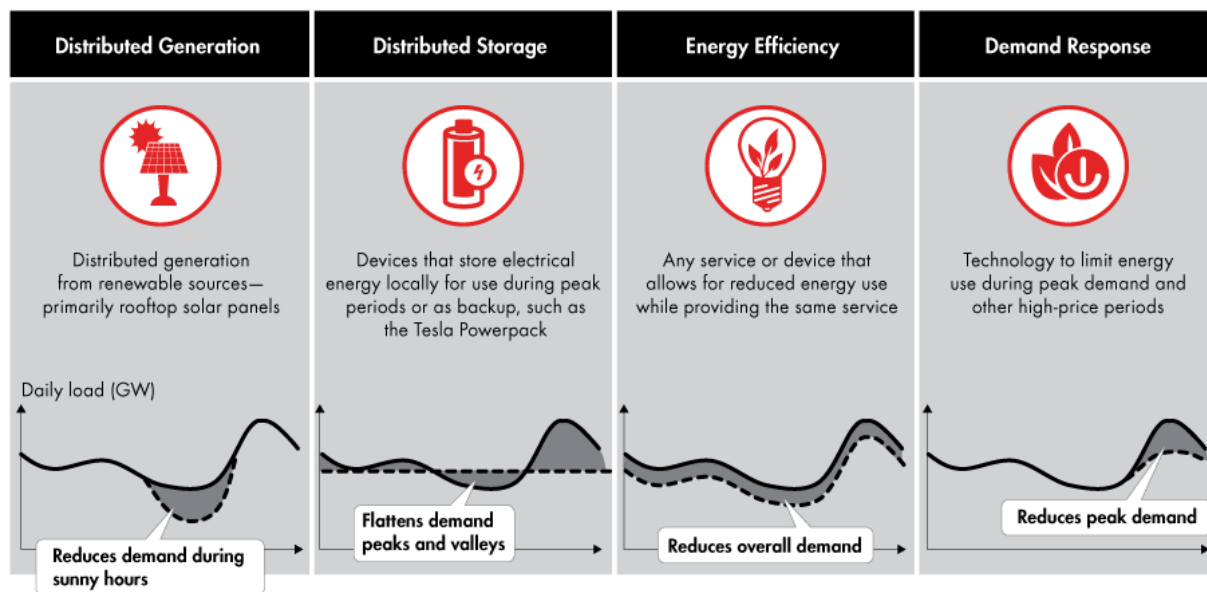 Distributed Generation
Distributed generation
from renewable sources—
primarily rooftop solar panels
Daily load (GW)
Reduces demand during
sunny hours
Distributed Storage
Devices that store electrical
energy locally for use during peak
periods or as backup, such as
the Tesla Powerpack
Flattens demand
peaks and valleys
Energy Efficiency
Any service or device that
allows for reduced energy use
while providing the same service
Reduces overall demand
Demand Response
Technology to limit energy
use during peak demand and
other high-price periods
Reduces peak demand